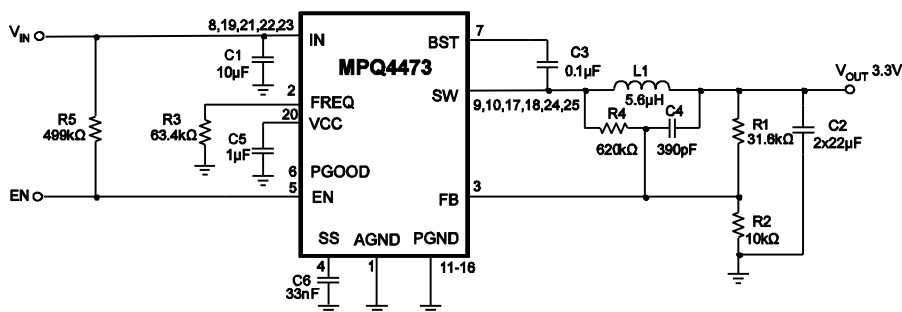 8,19,21,22,23
7
VIN
IN
BST
C3
0.1µF
C1
10µF
MPQ4473
VOUT 3.3V
L1
5.6µH
2
FREQ
SW
9,10,17,18,24,25
R3
63.4kΩ
20
VCC
R4
620kΩ
C4
390pF
R5
499kΩ
R1
31.6kΩ
C2
2x22µF
C5
1µF
6
PGOOD
5
3
EN
EN
FB
R2
10kΩ
SS
AGND
PGND
4
1
11-16
C6
33nF